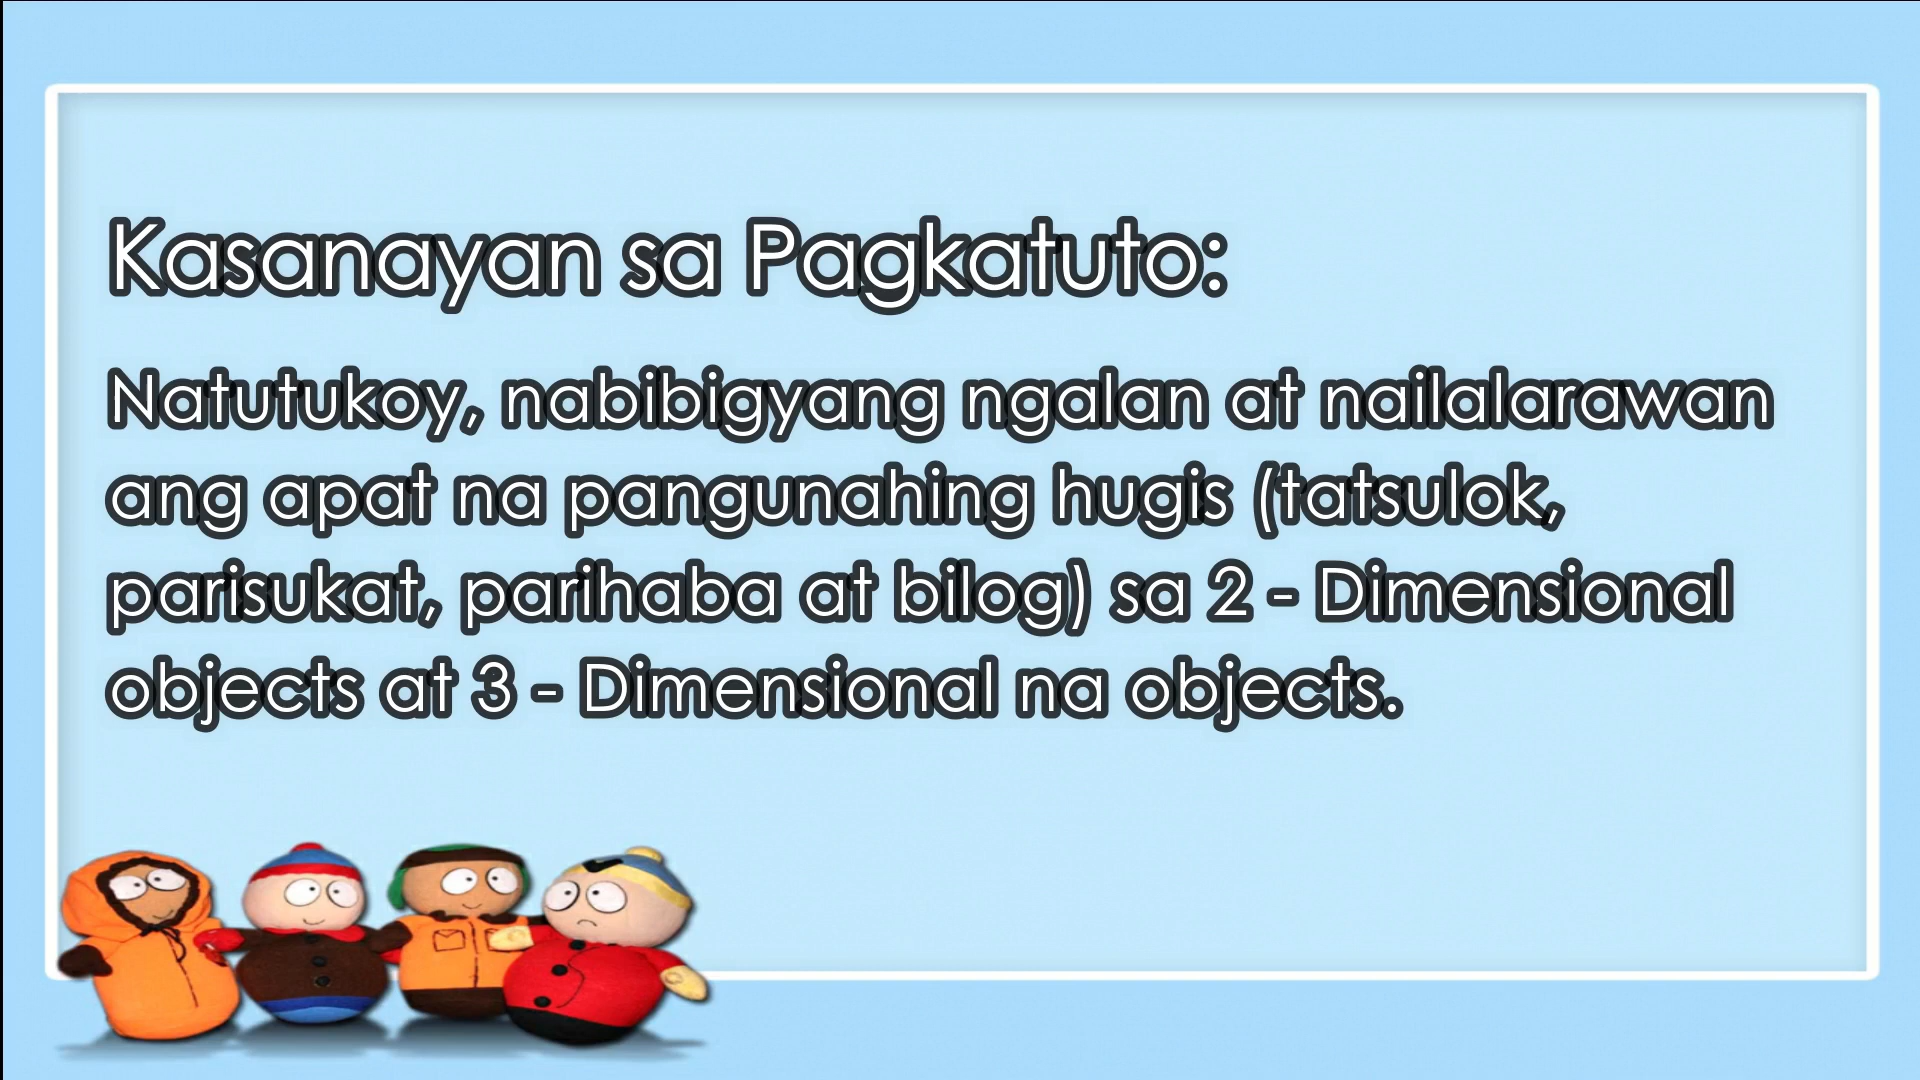 Kasanayan sa Pagkatuto:
Natutukoy, nabibigyang ngalan at nailalarawan
ang apat na pangunahing hugis (tatsulok,
parisukat, parihaba at bilog) sa 2 - Dimensional
objects at 3 - Dimensional na objects.